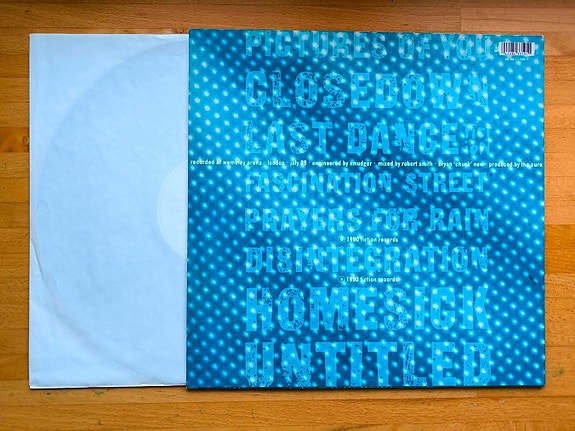 PICTURES OF YOU
CLOSEDOWN
LAST DANCE
recorded at wembley arena · london · july 89 · engineered by smudger · mixed by robert smith · bryan 'chuck' new · produced by the cure
FASCINATION STREET
PRAYERS FOR RAIN
℗ 1990 fiction records
DISINTEGRATION
© 1990 fiction records
HOMESICK
UNTITLED